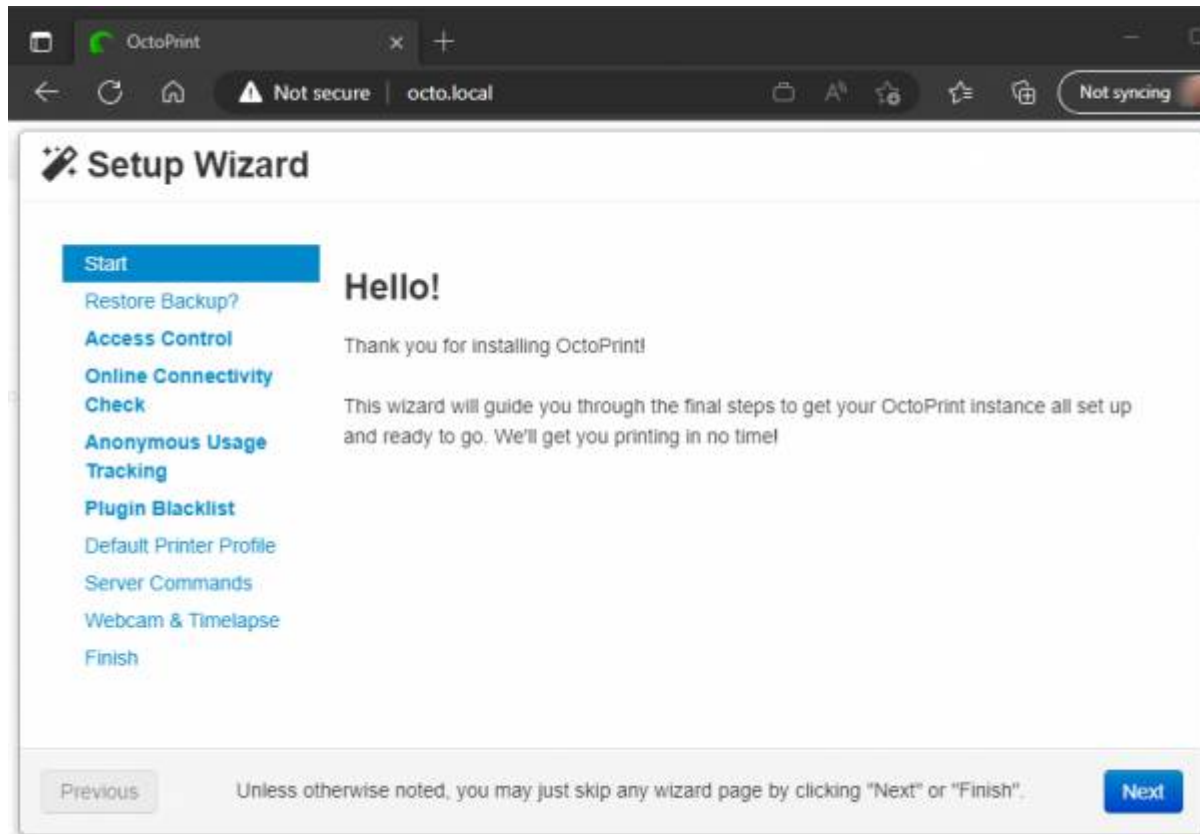 OctoPrint
Not secure
octo.local
Not syncing
Setup Wizard
Start
Restore Backup?
Access Control
Online Connectivity
Check
Anonymous Usage
Tracking
Plugin Blacklist
Default Printer Profile
Server Commands
Webcam & Timelapse
Finish
Hello!
Thank you for installing OctoPrint!
This wizard will guide you through the final steps to get your OctoPrint instance all set up
and ready to go. We'll get you printing in no time!
Previous
Unless otherwise noted, you may just skip any wizard page by clicking "Next" or "Finish".
Next